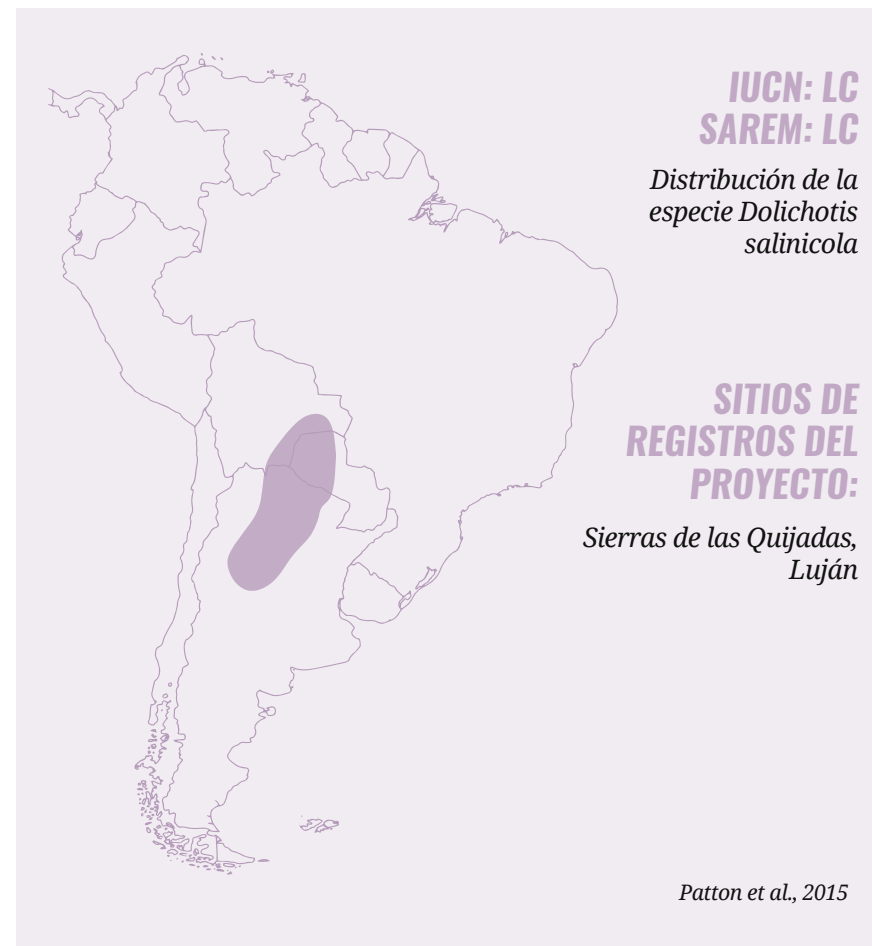 IUCN: LC
SAREM: LC
Distribución de la
especie Dolichotis
salinicola
SITIOS DE
REGISTROS DEL
PROYECTO:
Sierras de las Quijadas,
Luján
Patton et al., 2015